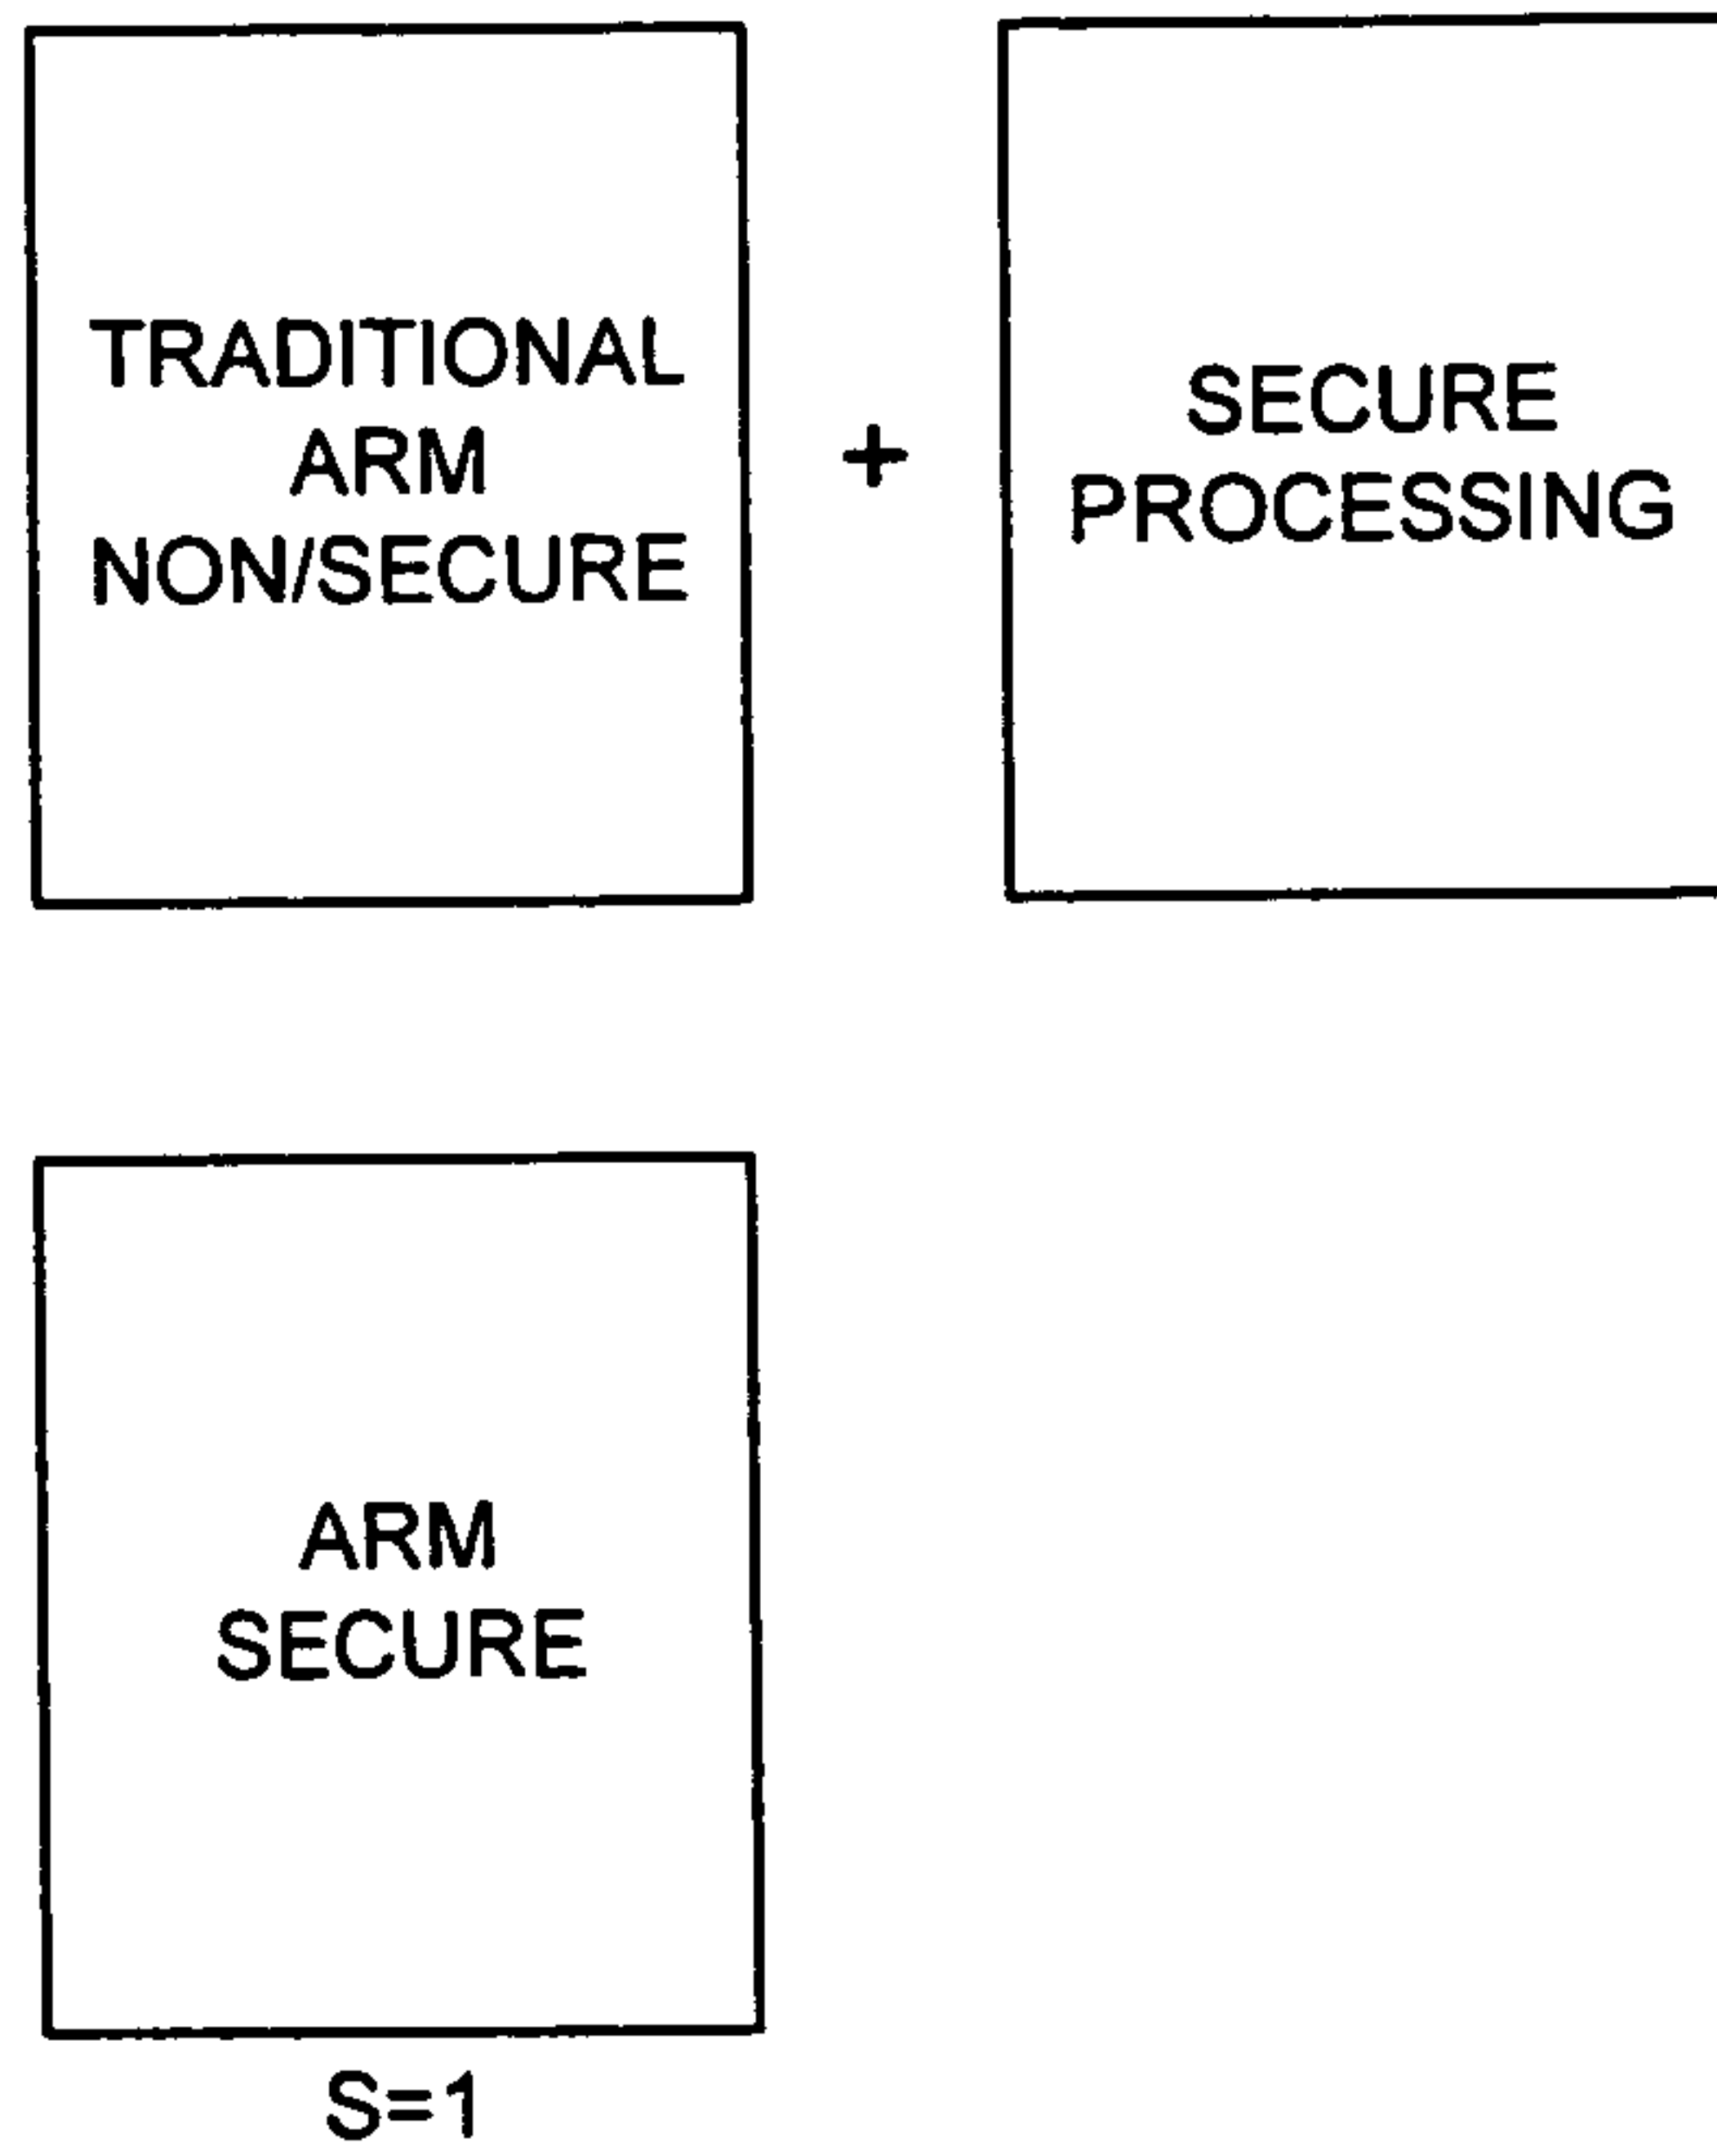 TRADITIONAL
ARM
NON/SECURE
+
SECURE
PROCESSING
ARM
SECURE
S=1